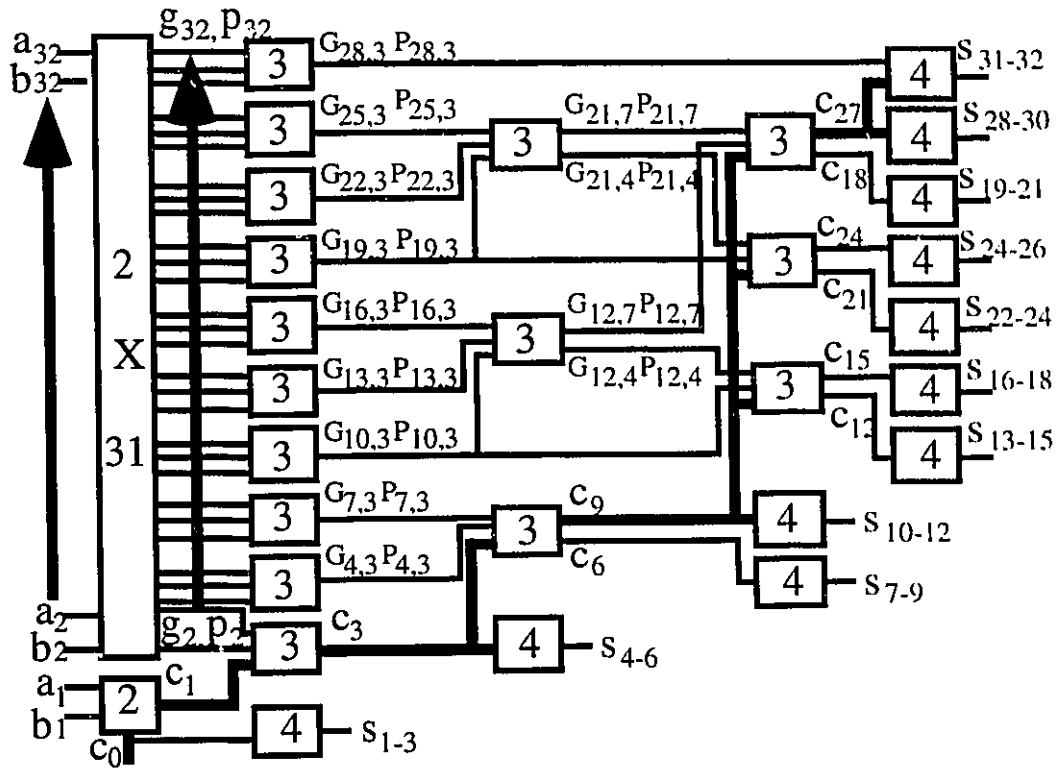 g32, p32
a32
b32
3
G28,3 P28,3
4
S31-32
3
G25,3 P25,3
3
G21,7 P21,7
3
c27
4
S28-30
3
G22,3 P22,3
G21,4 P21,4
c18
4
S19-21
2
3
G19,3 P19,3
3
c24
4
S24-26
c21
3
G16,3 P16,3
3
G12,7 P12,7
4
S22-24
X
3
G13,3 P13,3
G12,4 P12,4
3
c15
4
S16-18
c12
31
3
G10,3 P10,3
4
S13-15
3
G7,3 P7,3
3
c9
4
S10-12
c6
3
G4,3 P4,3
4
S7-9
a2
b2
g2, p2
3
c3
4
S4-6
a1
b1
2
c1
c0
4
S1-3